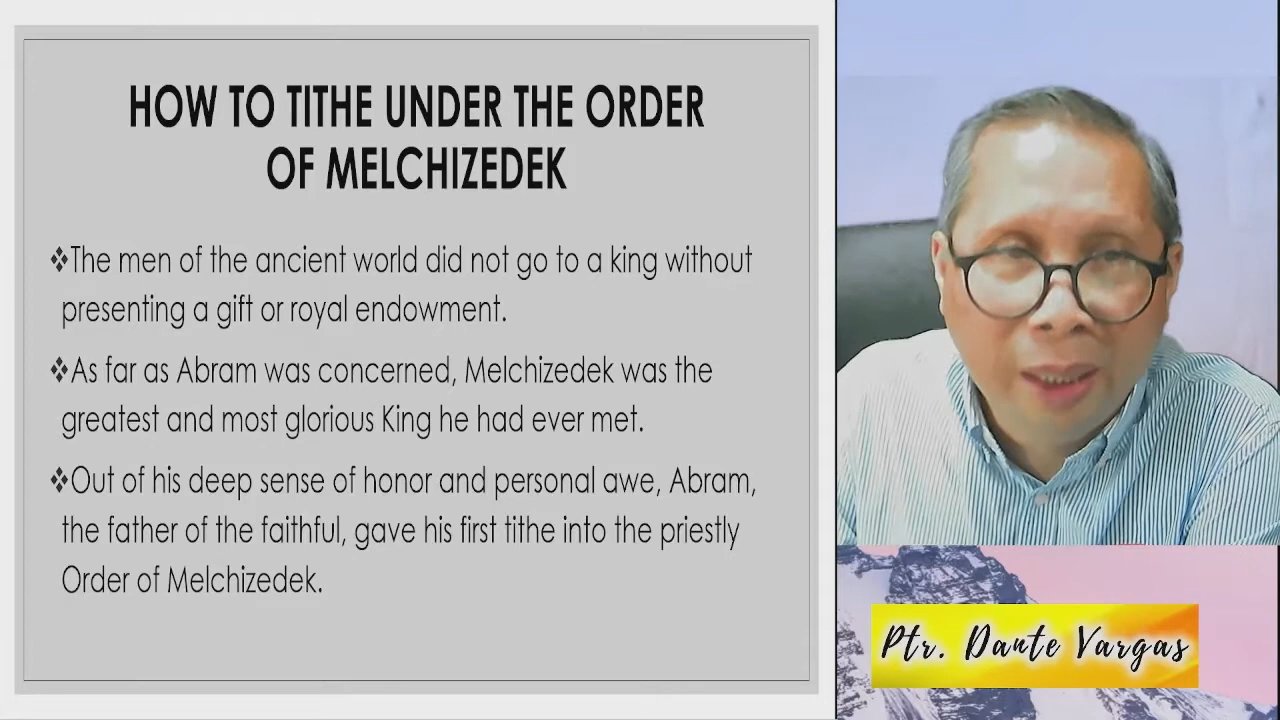 HOW TO TITHE UNDER THE ORDER
OF MELCHIZEDEK
❖The men of the ancient world did not go to a king without
presenting a gift or royal endowment.
❖As far as Abram was concerned, Melchizedek was the
greatest and most glorious King he had ever met.
❖Out of his deep sense of honor and personal awe, Abram,
the father of the faithful, gave his first tithe into the priestly
Order of Melchizedek.
Ptr. Dante Vargas